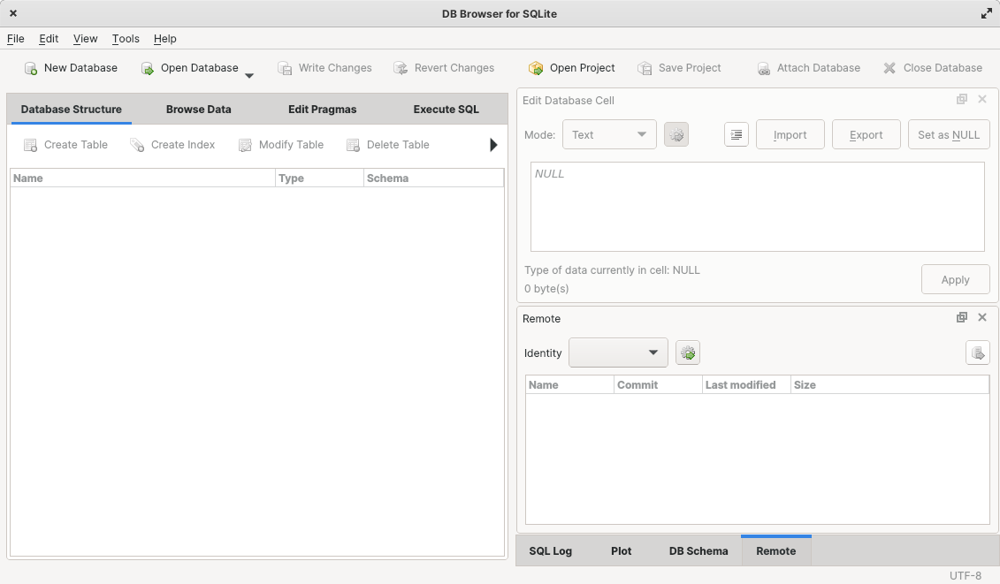 DB Browser for SQLite
File Edit View Tools Help
New Database Open Database Write Changes Revert Changes Open Project Save Project Attach Database Close Database
Database Structure Browse Data Edit Pragmas Execute SQL
Create Table Create Index Modify Table Delete Table
Name Type Schema
Edit Database Cell
Mode: Text Import Export Set as NULL
NULL
Type of data currently in cell: NULL
0 byte(s)
Apply
Remote
Identity
Name Commit Last modified Size
SQL Log Plot DB Schema Remote
UTF-8